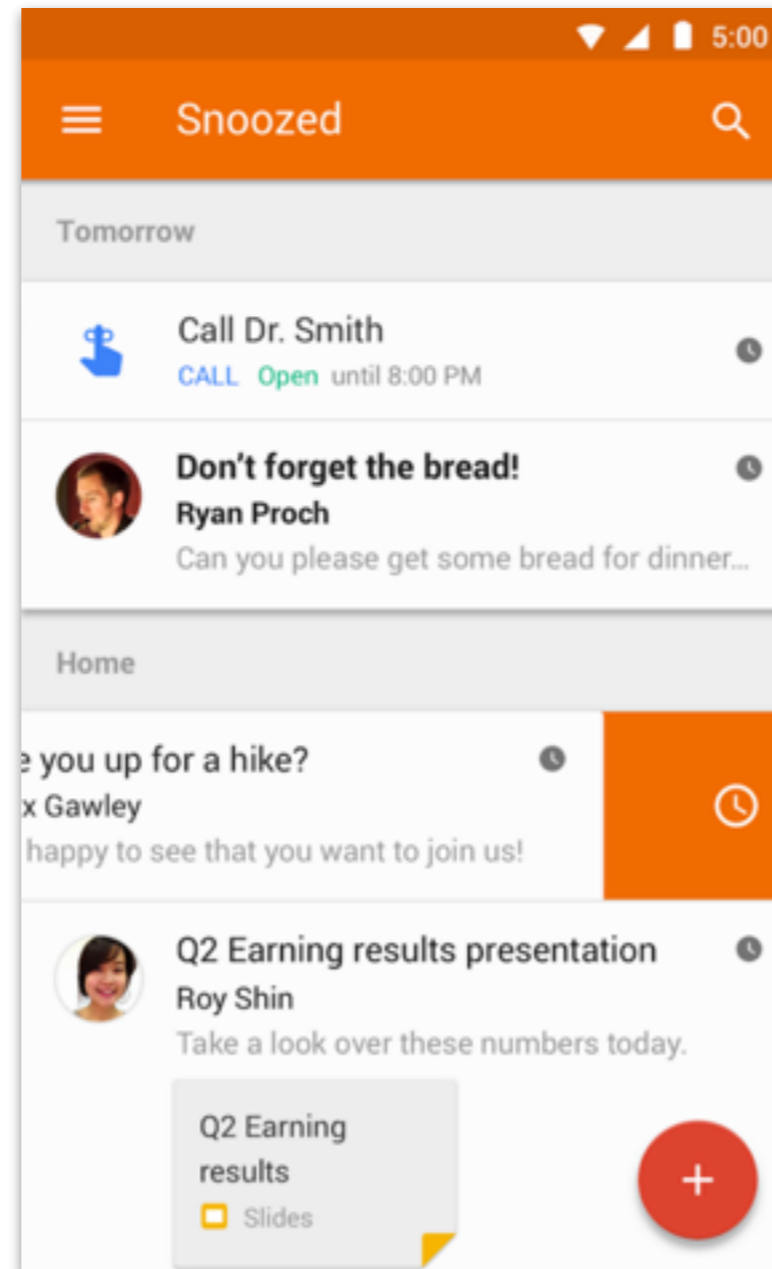 5:00
Snoozed
Tomorrow
Call Dr. Smith
CALL Open until 8:00 PM
Don't forget the bread!
Ryan Proch
Can you please get some bread for dinner...
Home
e you up for a hike?
x Gawley
happy to see that you want to join us!
Q2 Earning results presentation
Roy Shin
Take a look over these numbers today.
Q2 Earning
results
Slides